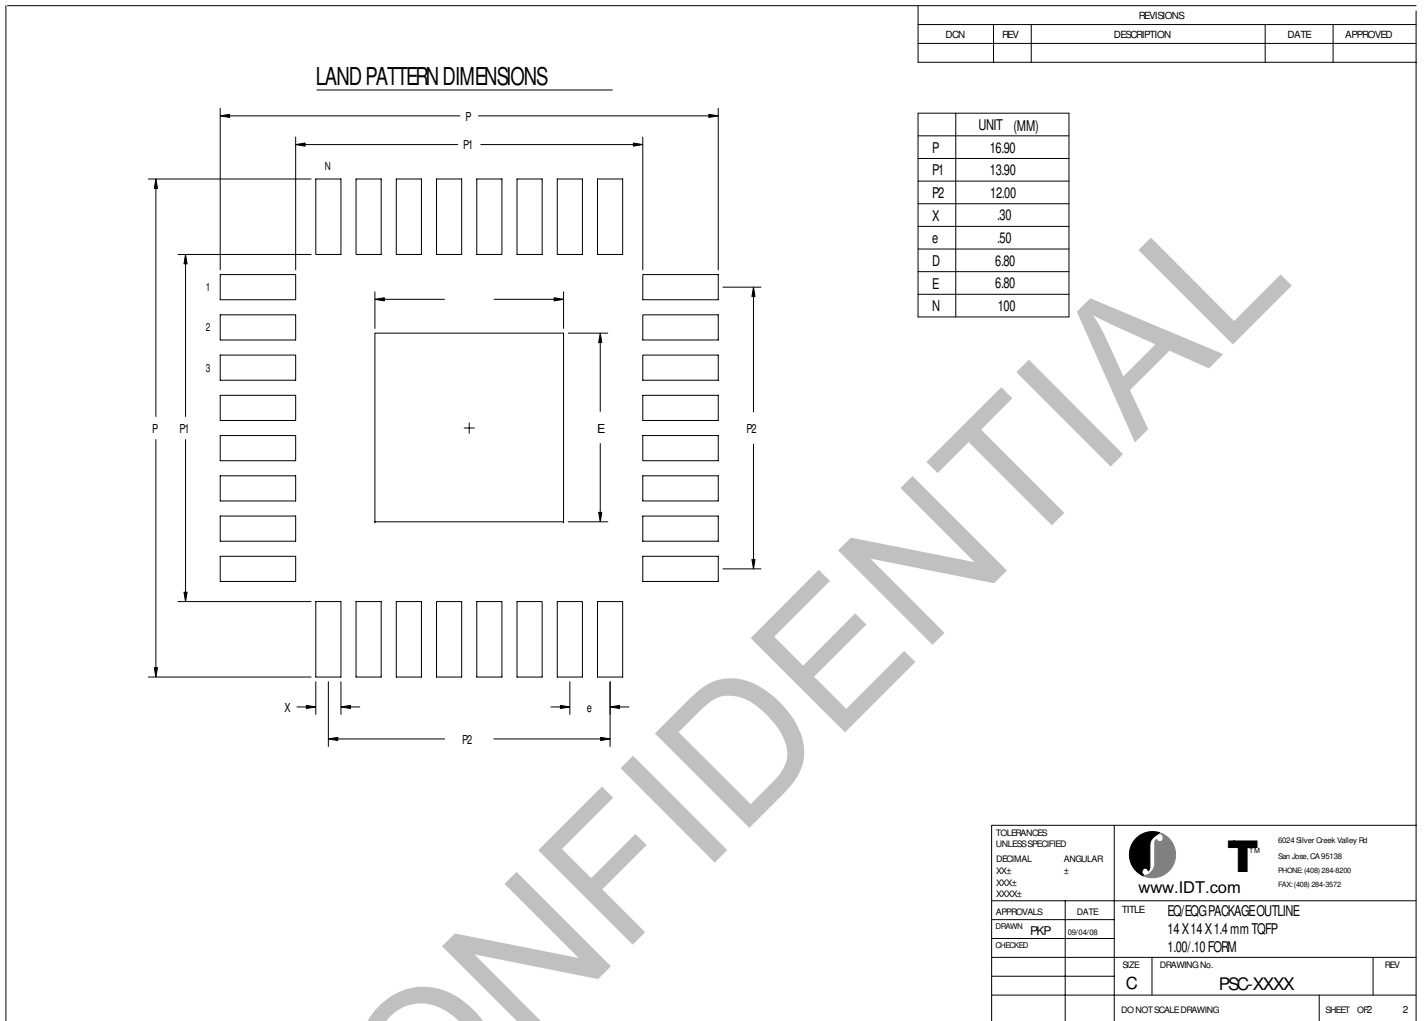 REVISIONS
DCN REV DESCRIPTION DATE APPROVED
LAND PATTERN DIMENSIONS
P
P1
N
UNIT (MM)
P 16.90
P1 13.90
P2 12.00
X .30
e .50
D 6.80
E 6.80
N 100
1
2
3
P P1 E P2
X e
P2
CONFIDENTIAL
TOLERANCES
UNLESS SPECIFIED
DECIMAL ANGULAR
XX± ±
XXX±
XXXX±
T TM
www.IDT.com
6024 Silver Creek Valley Rd
San Jose, CA 95138
PHONE: (408) 284-8200
FAX: (408) 284-3572
APPROVALS DATE
DRAWN PKP 09/04/08
CHECKED
TITLE EQ/EQG PACKAGE OUTLINE
14 X 14 X 1.4 mm TQFP
1.00/.10 FORM
SIZE DRAWING No. REV
C PSC-XXXX
DO NOT SCALE DRAWING SHEET OF2 2